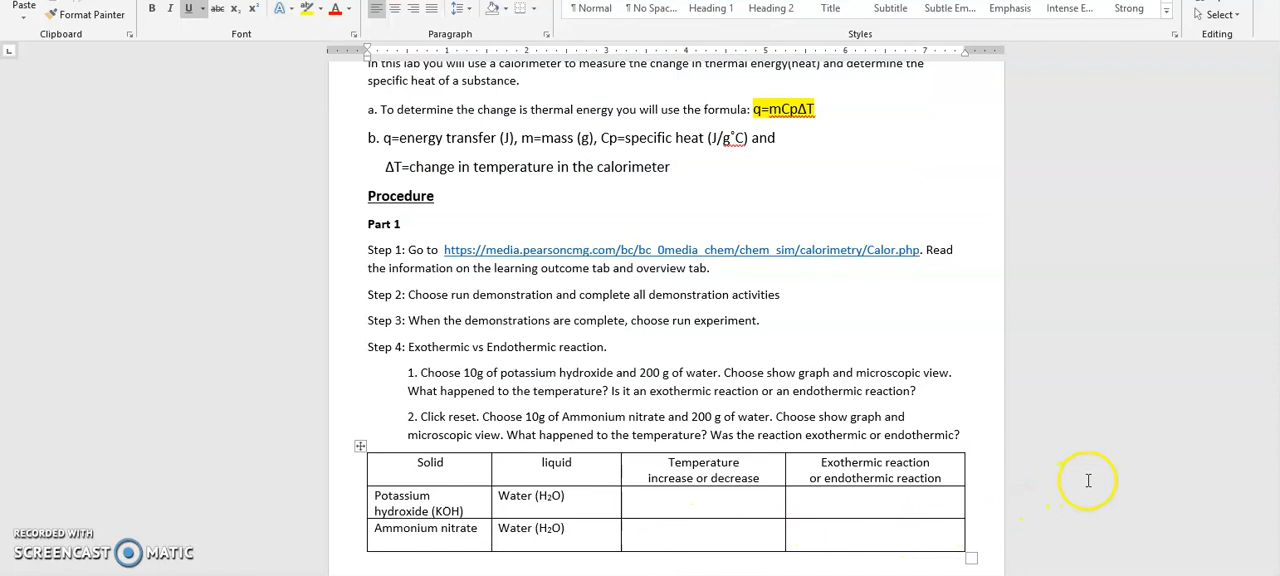 Paste
Format Painter
B I U abc x₂ x² A A
Clipboard
Font
Paragraph
¶ Normal ¶ No Spac... Heading 1 Heading 2 Title Subtitle Subtle Em... Emphasis Intense E... Strong
Styles
Select
Editing
1 2 3 4 5 6 7
In this lab you will use a calorimeter to measure the change in thermal energy(heat) and determine the
specific heat of a substance.
a. To determine the change is thermal energy you will use the formula: q=mCpΔT
b. q=energy transfer (J), m=mass (g), Cp=specific heat (J/g˚C) and
ΔT=change in temperature in the calorimeter
Procedure
Part 1
Step 1: Go to https://media.pearsoncmg.com/bc/bc_0media_chem/chem_sim/calorimetry/Calor.php. Read
the information on the learning outcome tab and overview tab.
Step 2: Choose run demonstration and complete all demonstration activities
Step 3: When the demonstrations are complete, choose run experiment.
Step 4: Exothermic vs Endothermic reaction.
1. Choose 10g of potassium hydroxide and 200 g of water. Choose show graph and microscopic view.
What happened to the temperature? Is it an exothermic reaction or an endothermic reaction?
2. Click reset. Choose 10g of Ammonium nitrate and 200 g of water. Choose show graph and
microscopic view. What happened to the temperature? Was the reaction exothermic or endothermic?
Solid liquid Temperature Exothermic reaction
increase or decrease or endothermic reaction
Potassium Water (H₂O)
hydroxide (KOH)
Ammonium nitrate Water (H₂O)
RECORDED WITH
SCREENCAST MATIC